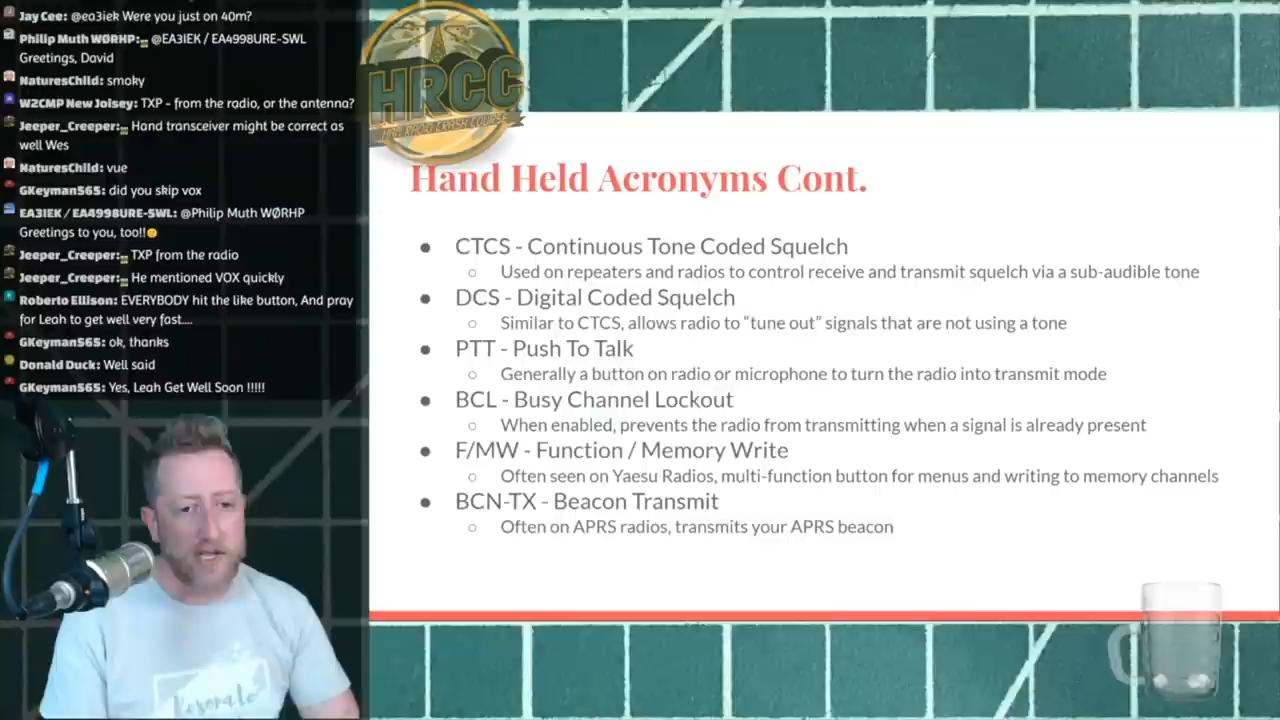 Jay Cee: @ea3iek Were you just on 40m?
Philip Muth WØRHP: @EA3IEK / EA4998URE-SWL
Greetings, David
NaturesChild: smoky
W2CMP New Joisey: TXP - from the radio, or the antenna?
Jeeper_Creeper: Hand transceiver might be correct as
well Wes
NaturesChild: vue
GKeyman565: did you skip vox
EA3IEK / EA4998URE-SWL: @Philip Muth WØRHP
Greetings to you, too!!🙂
Jeeper_Creeper: TXP from the radio
Jeeper_Creeper: He mentioned VOX quickly
Roberto Ellison: EVERYBODY hit the like button, And pray
for Leah to get well very fast....
GKeyman565: ok, thanks
Donald Duck: Well said
GKeyman565: Yes, Leah Get Well Soon !!!!!
HRCC
HAM RADIO CRASH COURSE
Hand Held Acronyms Cont.
● CTCS - Continuous Tone Coded Squelch
○ Used on repeaters and radios to control receive and transmit squelch via a sub-audible tone
● DCS - Digital Coded Squelch
○ Similar to CTCS, allows radio to “tune out” signals that are not using a tone
● PTT - Push To Talk
○ Generally a button on radio or microphone to turn the radio into transmit mode
● BCL - Busy Channel Lockout
○ When enabled, prevents the radio from transmitting when a signal is already present
● F/MW - Function / Memory Write
○ Often seen on Yaesu Radios, multi-function button for menus and writing to memory channels
● BCN-TX - Beacon Transmit
○ Often on APRS radios, transmits your APRS beacon
Resonate